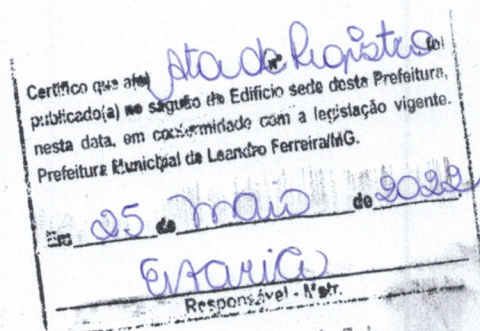 Certifico que a(o) Ata de Registro foi
publicado(a) no saguão do Edifício sede desta Prefeitura,
nesta data, em conformidade com a legislação vigente.
Prefeitura Municipal de Leandro Ferreira/MG.
Em 25 de maio de 2022
Responsável - Matr.